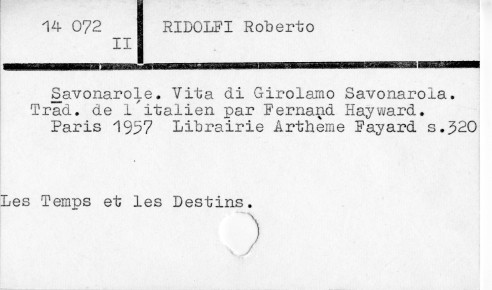 14 072 RIDOLFI Roberto
II
Savonarole. Vita di Girolamo Savonarola.
Trad. de l'italien par Fernand Hayward.
Paris 1957 Librairie Arthème Fayard s.320
Les Temps et les Destins.